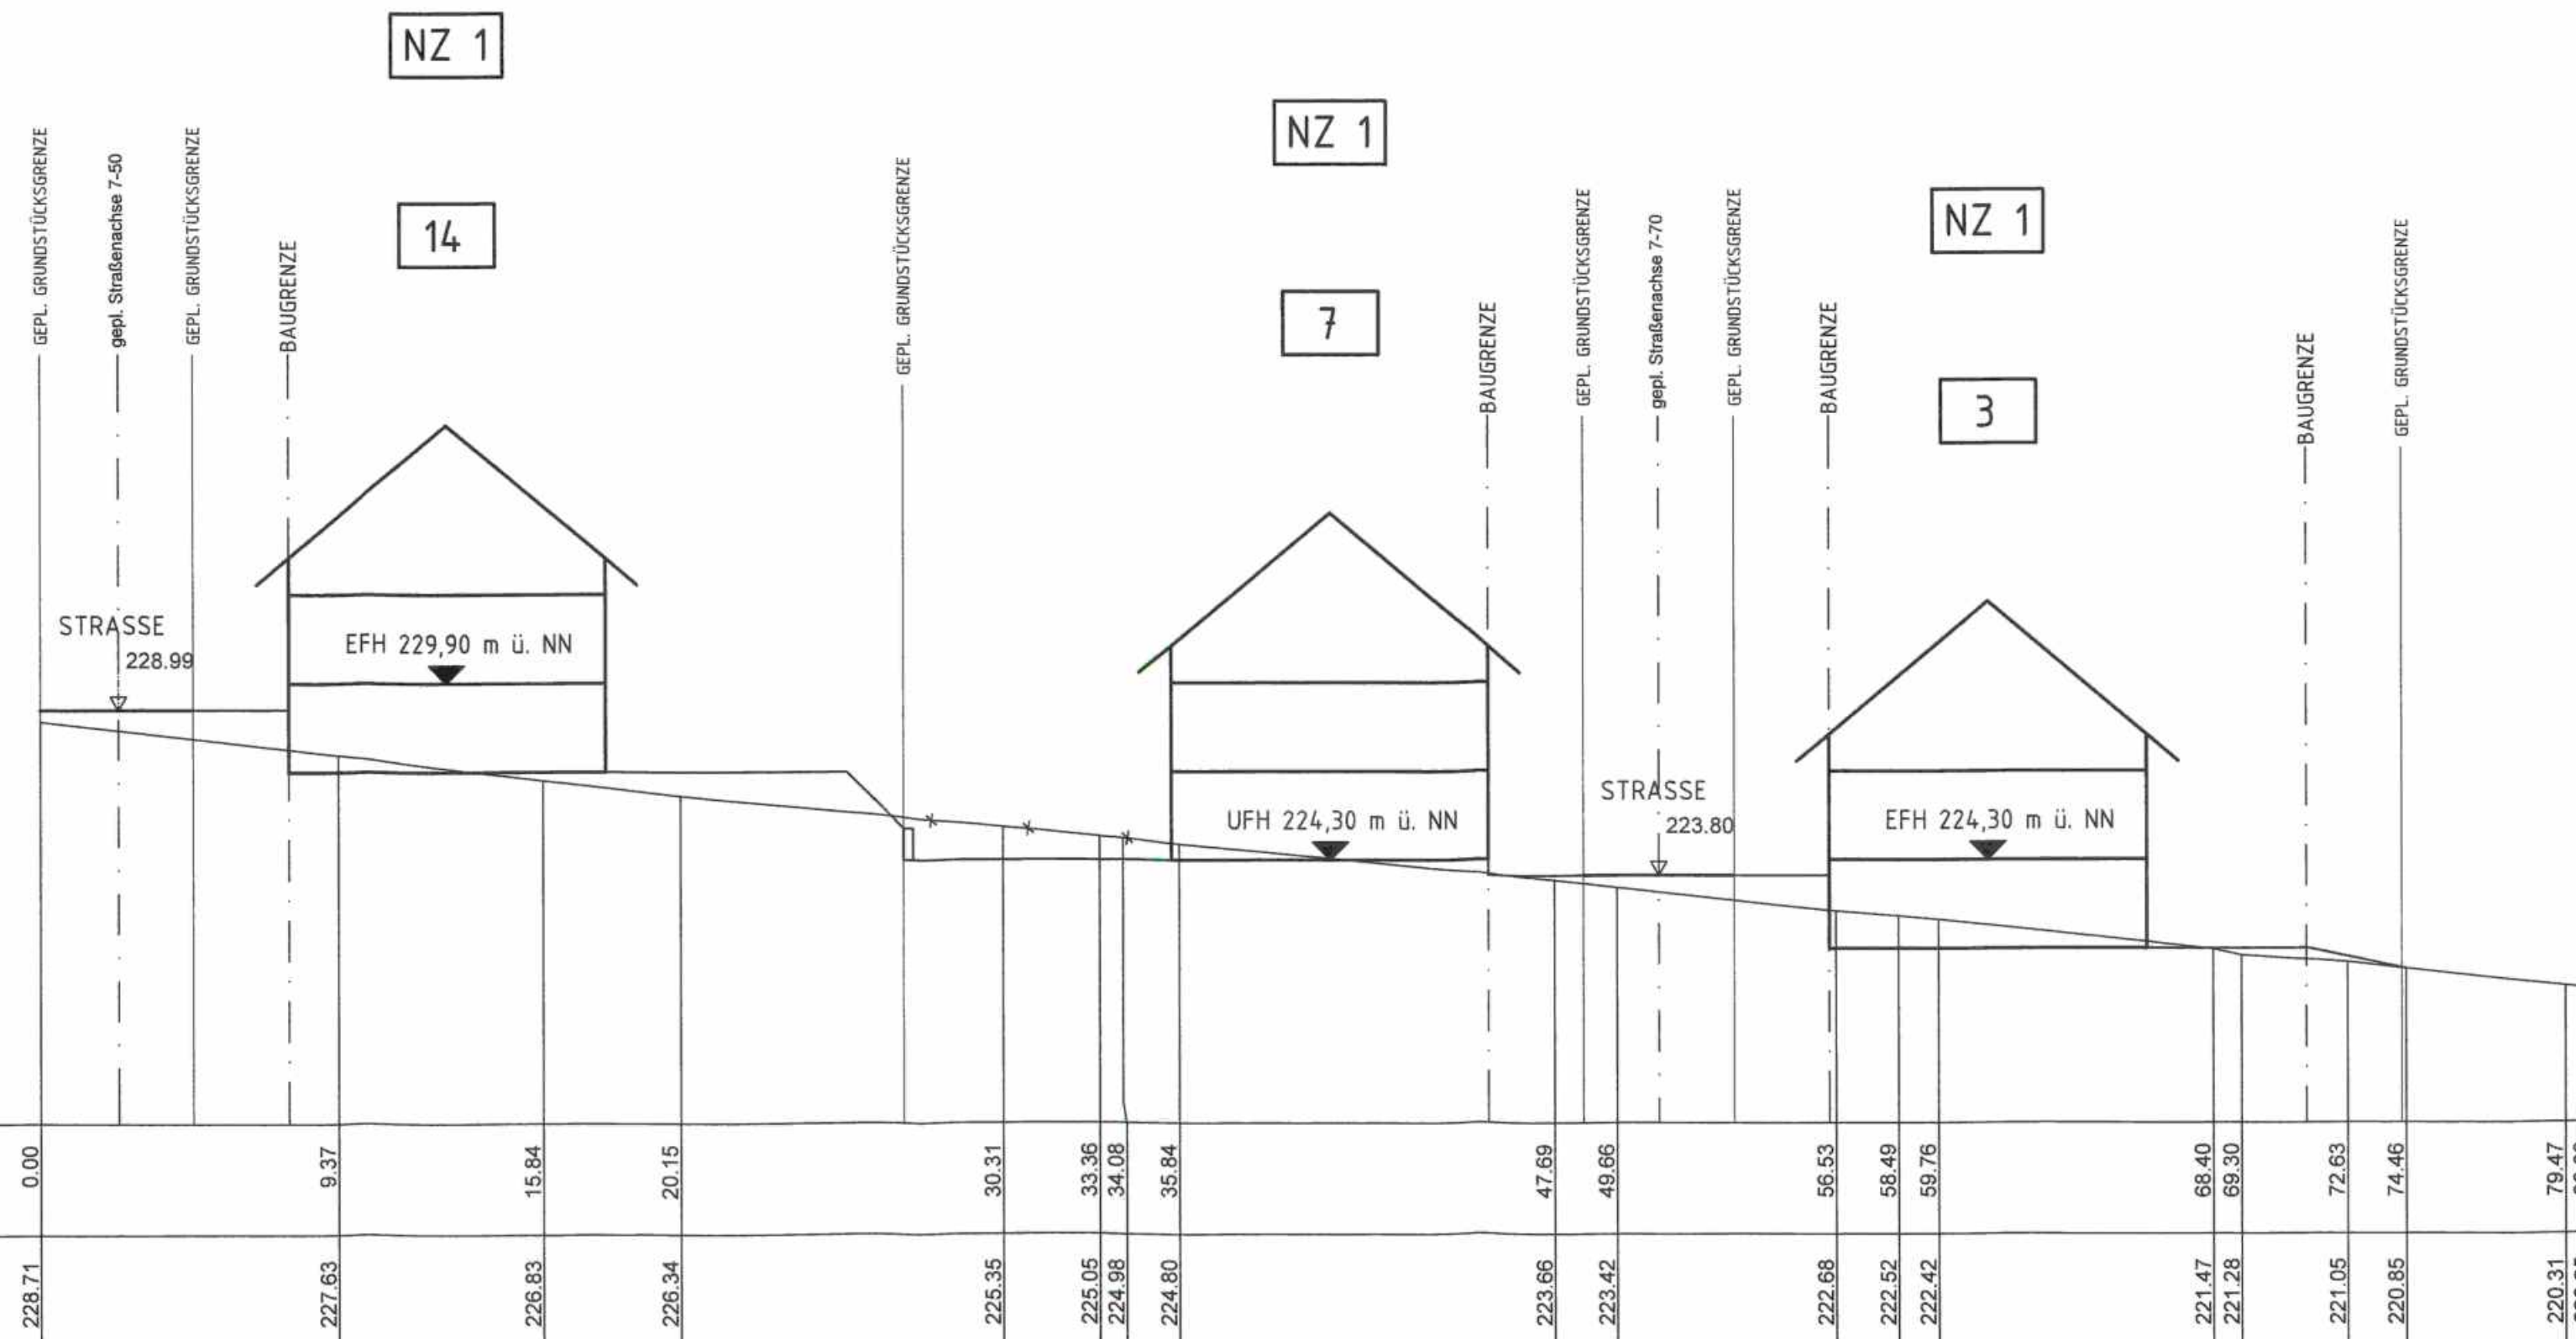 NZ 1
NZ 1
NZ 1
14
7
3
GEPL. GRUNDSTÜCKSGRENZE
gepl. Straßenachse 7-50
GEPL. GRUNDSTÜCKSGRENZE
BAUGRENZE
GEPL. GRUNDSTÜCKSGRENZE
BAUGRENZE
GEPL. GRUNDSTÜCKSGRENZE
gepl. Straßenachse 7-70
GEPL. GRUNDSTÜCKSGRENZE
BAUGRENZE
BAUGRENZE
GEPL. GRUNDSTÜCKSGRENZE
STRASSE
228.99
EFH 229,90 m ü. NN
UFH 224,30 m ü. NN
STRASSE
223.80
EFH 224,30 m ü. NN
0.00
9.37
15.84
20.15
30.31
33.36
34.08
35.84
47.69
49.66
56.53
58.49
59.76
68.40
69.30
72.63
74.46
79.47
228.71
227.63
226.83
226.34
225.35
225.05
224.98
224.80
223.66
223.42
222.68
222.52
222.42
221.47
221.28
221.05
220.85
220.31